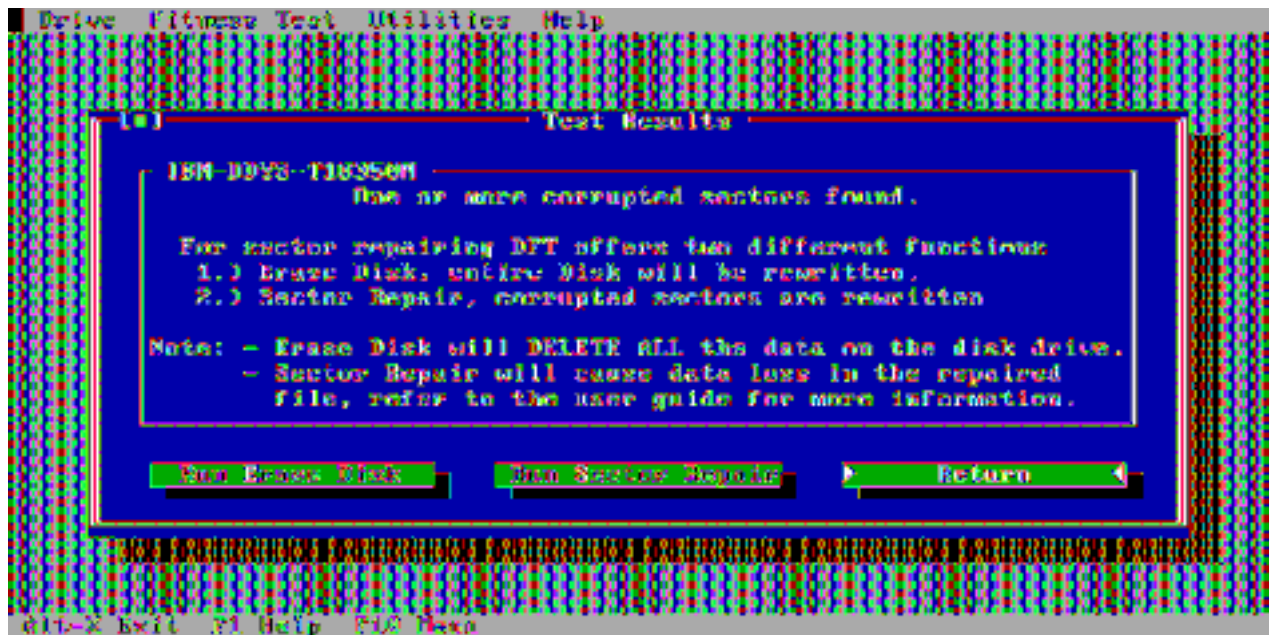 Drive Fitness Test Utilities Help
Test Results
IBM-DDYS-T18350M
One or more corrupted sectors found.
For sector repairing DFT offers two different functions
1.) Erase Disk, entire Disk will be rewritten.
2.) Sector Repair, corrupted sectors are rewritten
Note: - Erase Disk will DELETE ALL the data on the disk drive.
- Sector Repair will cause data loss in the repaired
file, refer to the user guide for more information.
Run Erase Disk Run Sector Repair Return
Alt-X Exit F1 Help F10 Menu